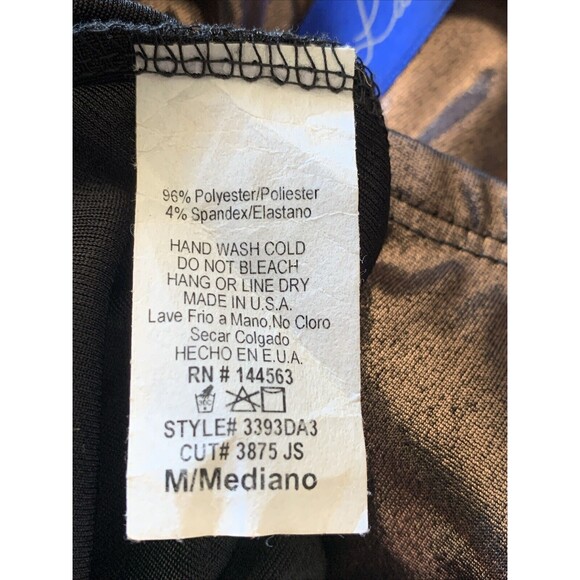 96% Polyester/Poliester
4% Spandex/Elastano
HAND WASH COLD
DO NOT BLEACH
HANG OR LINE DRY
MADE IN U.S.A.
Lave Frio a Mano,No Cloro
Secar Colgado
HECHO EN E.U.A.
RN # 144563
STYLE# 3393DA3
CUT# 3875 JS
M/Mediano